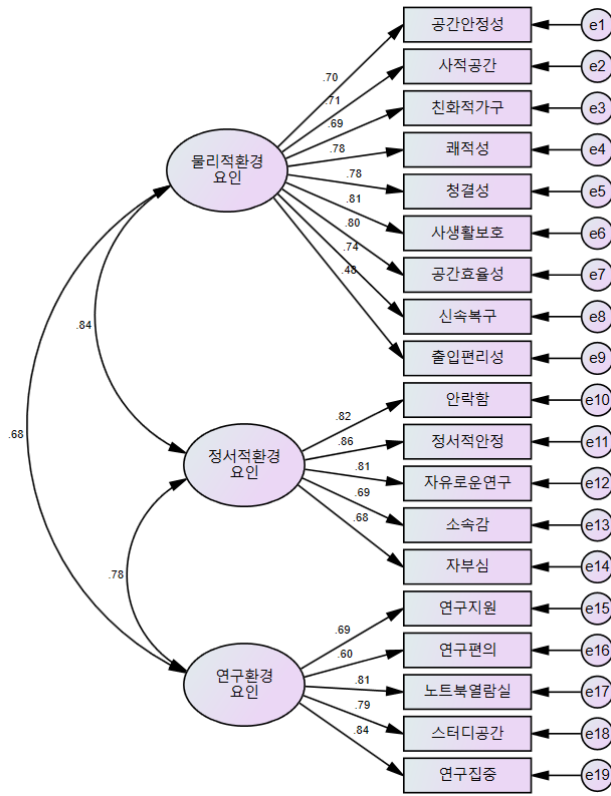 공간안정성
e1
.70
사적공간
e2
.71
친화적가구
e3
.69
물리적환경
요인
쾌적성
e4
.78
청결성
e5
.78
사생활보호
e6
.81
공간효율성
e7
.80
신속복구
e8
.74
출입편리성
e9
.48
.84
.68
안락함
e10
.82
정서적환경
요인
정서적안정
e11
.86
자유로운연구
e12
.81
소속감
e13
.69
자부심
e14
.68
.78
연구지원
e15
.69
연구편의
e16
.60
연구환경
요인
노트북열람실
e17
.81
스터디공간
e18
.79
연구집중
e19
.84